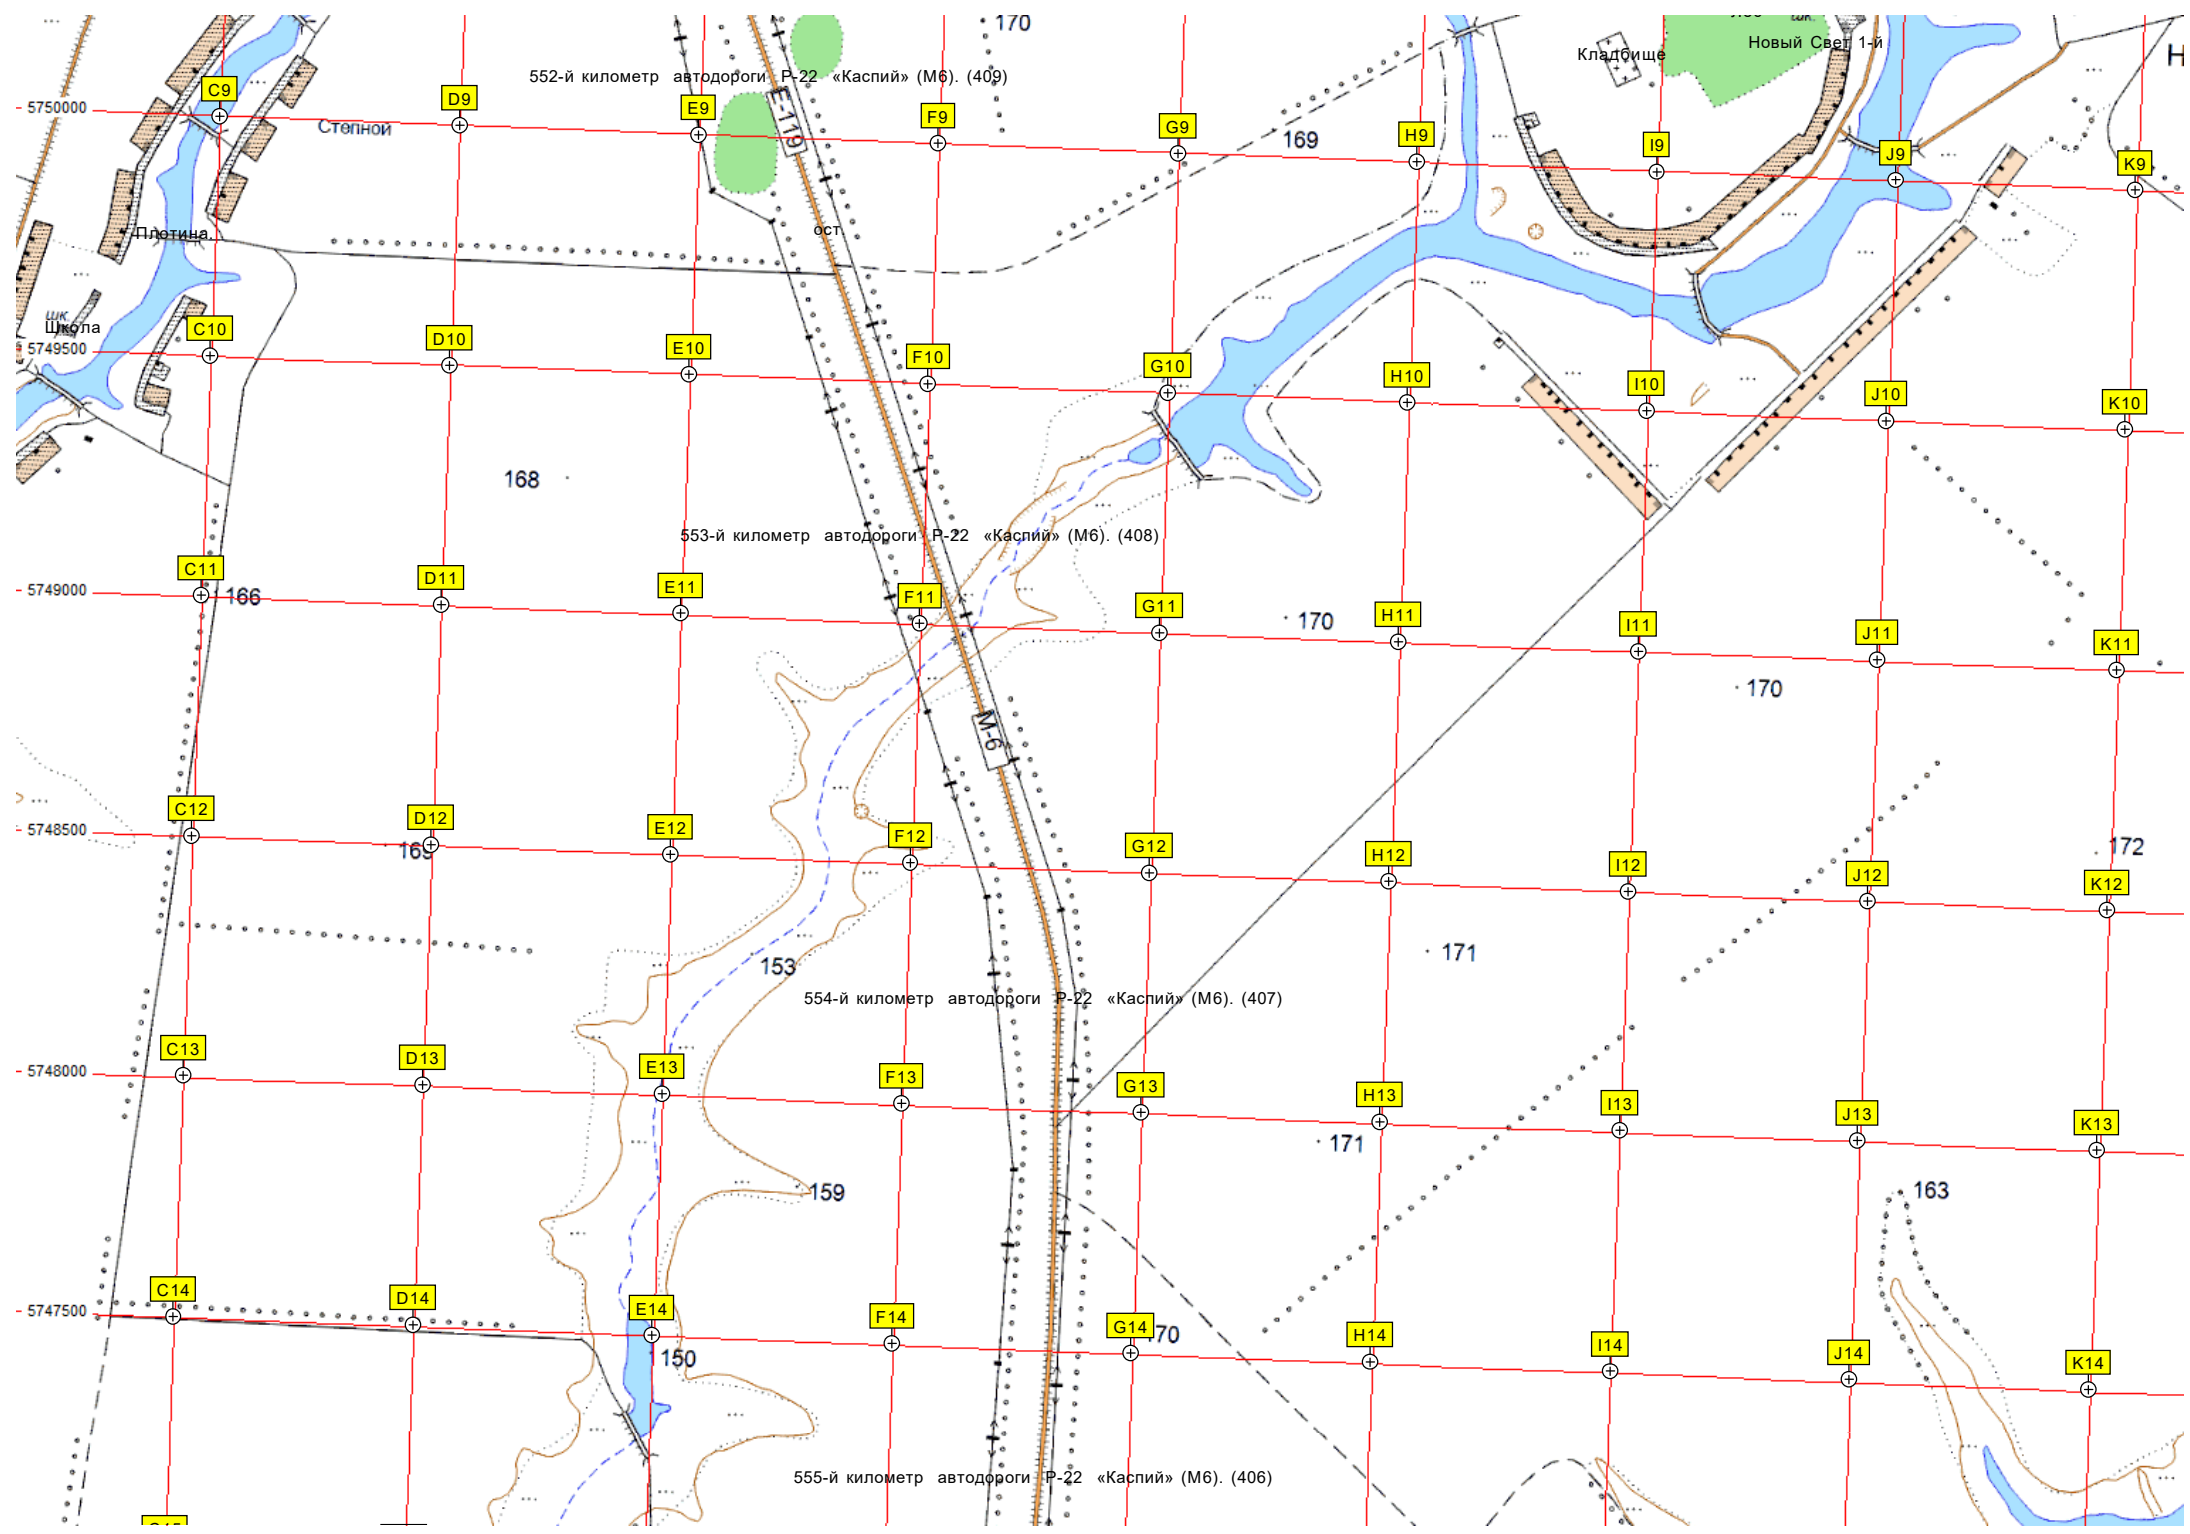 170
шк.
Новый Свет 1-й
Кладбище
Н
552-й километр автодороги Р-22 «Каспий» (М6). (409)
C9
D9
E9
F9
G9
H9
I9
J9
K9
5750000
Степной
E-119
169
Плотина
ост
шк.
Школа
5749500
C10
D10
E10
F10
G10
H10
I10
J10
K10
168
553-й километр автодороги Р-22 «Каспий» (М6). (408)
5749000
C11
D11
E11
F11
G11
H11
I11
J11
K11
166
170
170
М-6
5748500
C12
D12
E12
F12
G12
H12
I12
J12
K12
169
172
153
171
554-й километр автодороги Р-22 «Каспий» (М6). (407)
5748000
C13
D13
E13
F13
G13
H13
I13
J13
K13
171
159
163
5747500
C14
D14
E14
F14
G14
H14
I14
J14
K14
170
150
555-й километр автодороги Р-22 «Каспий» (М6). (406)